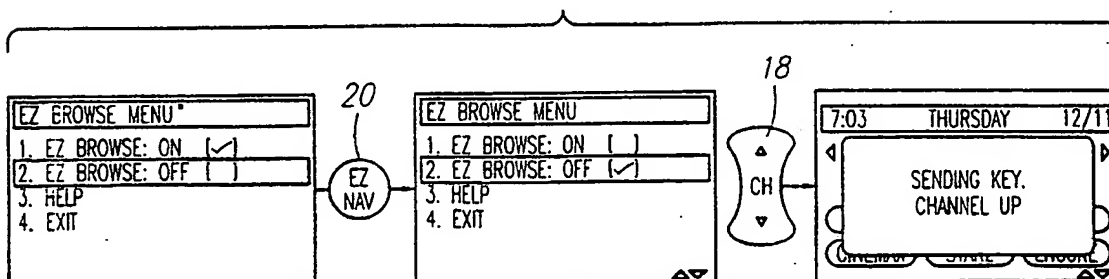 18
20
EZ BROWSE MENU
1. EZ BROWSE: ON [✓]
2. EZ BROWSE: OFF [ ]
3. HELP
4. EXIT
EZ
NAV
EZ BROWSE MENU
1. EZ BROWSE: ON [ ]
2. EZ BROWSE: OFF [✓]
3. HELP
4. EXIT
CH
7:03 THURSDAY 12/11
SENDING KEY.
CHANNEL UP